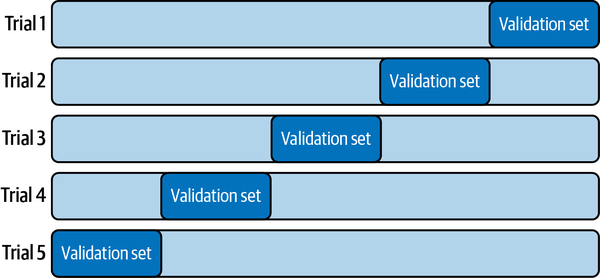 Trial 1 Validation set
Trial 2 Validation set
Trial 3 Validation set
Trial 4 Validation set
Trial 5 Validation set